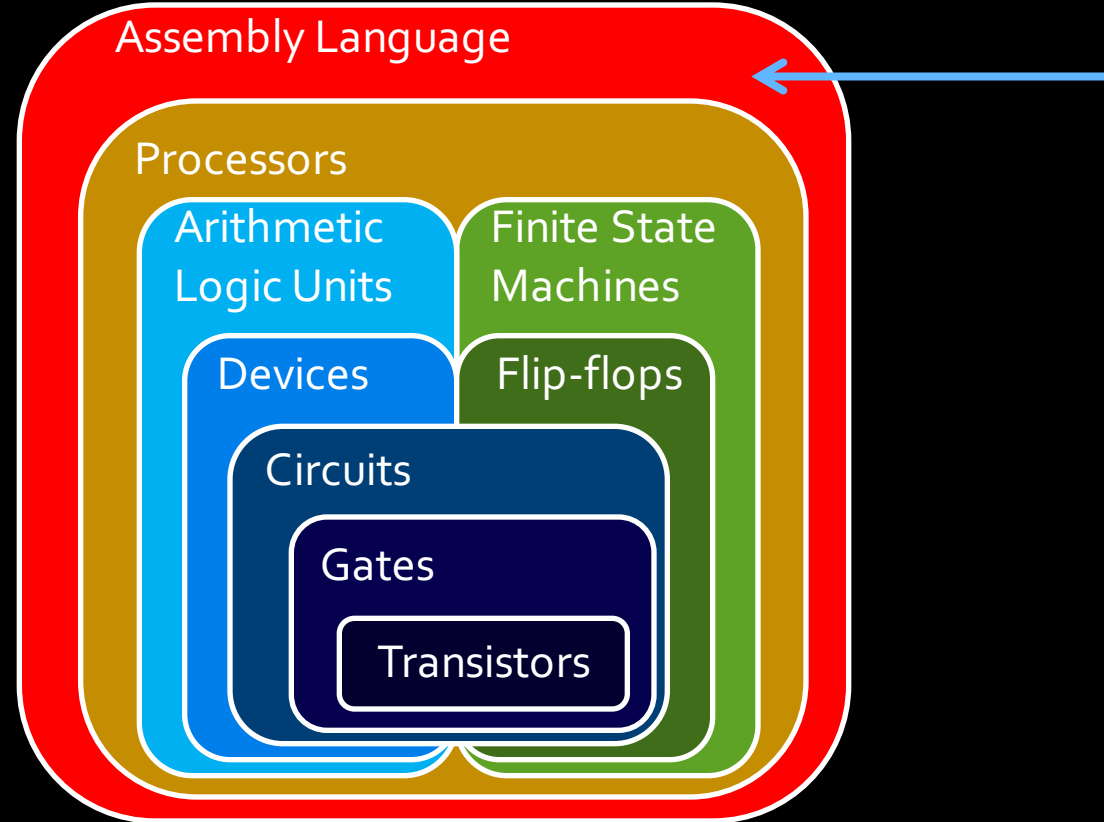 Assembly Language
Processors
Arithmetic
Logic Units
Finite State
Machines
Devices
Flip-flops
Circuits
Gates
Transistors